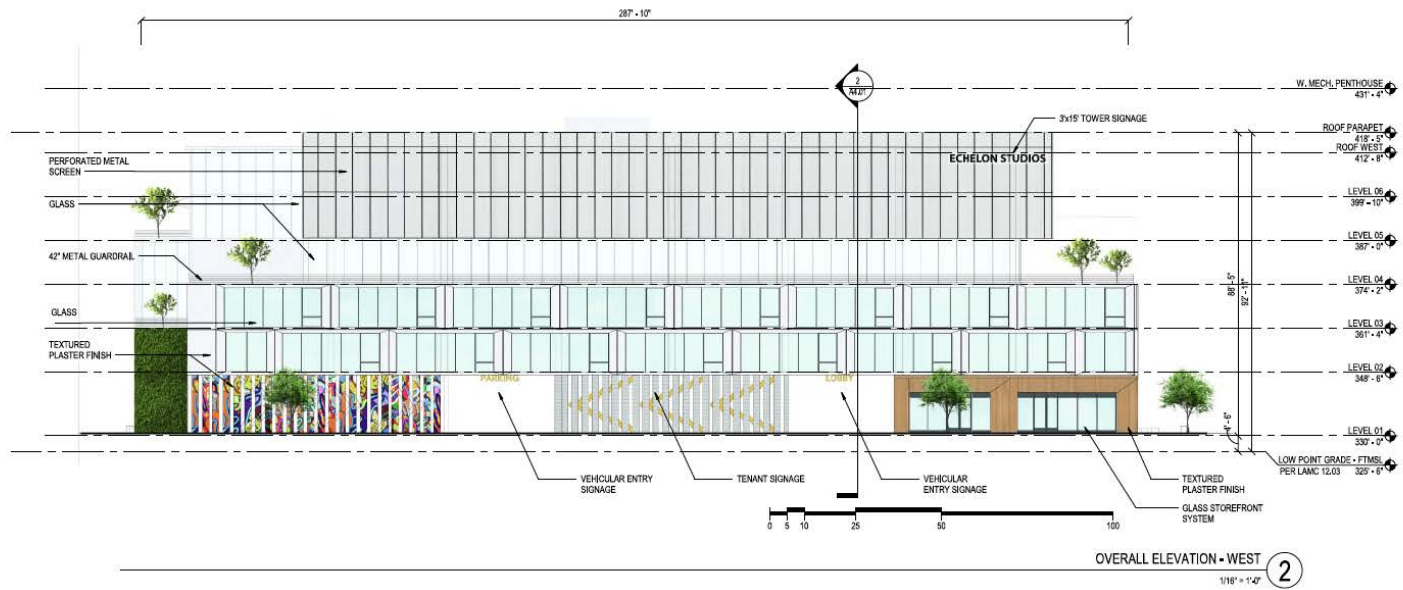 287' - 10"
W. MECH. PENTHOUSE
431' - 4"
2
A4.01
3'x15' TOWER SIGNAGE
ROOF PARAPET
418' - 5"
ROOF WEST
412' - 8"
ECHELON STUDIOS
PERFORATED METAL
SCREEN
LEVEL 06
399' - 10"
GLASS
LEVEL 05
387' - 0"
42" METAL GUARDRAIL
LEVEL 04
374' - 2"
88' - 5"
92' - 11"
GLASS
LEVEL 03
361' - 4"
TEXTURED
PLASTER FINISH
LEVEL 02
348' - 6"
PARKING
LOBBY
4' - 6"
LEVEL 01
330' - 0"
LOW POINT GRADE - FTMSL
PER LAMC 12.03 325' - 6"
VEHICULAR ENTRY
SIGNAGE
TENANT SIGNAGE
VEHICULAR
ENTRY SIGNAGE
TEXTURED
PLASTER FINISH
GLASS STOREFRONT
SYSTEM
0 5 10 25 50 100
OVERALL ELEVATION - WEST
2
1/16" = 1'-0"